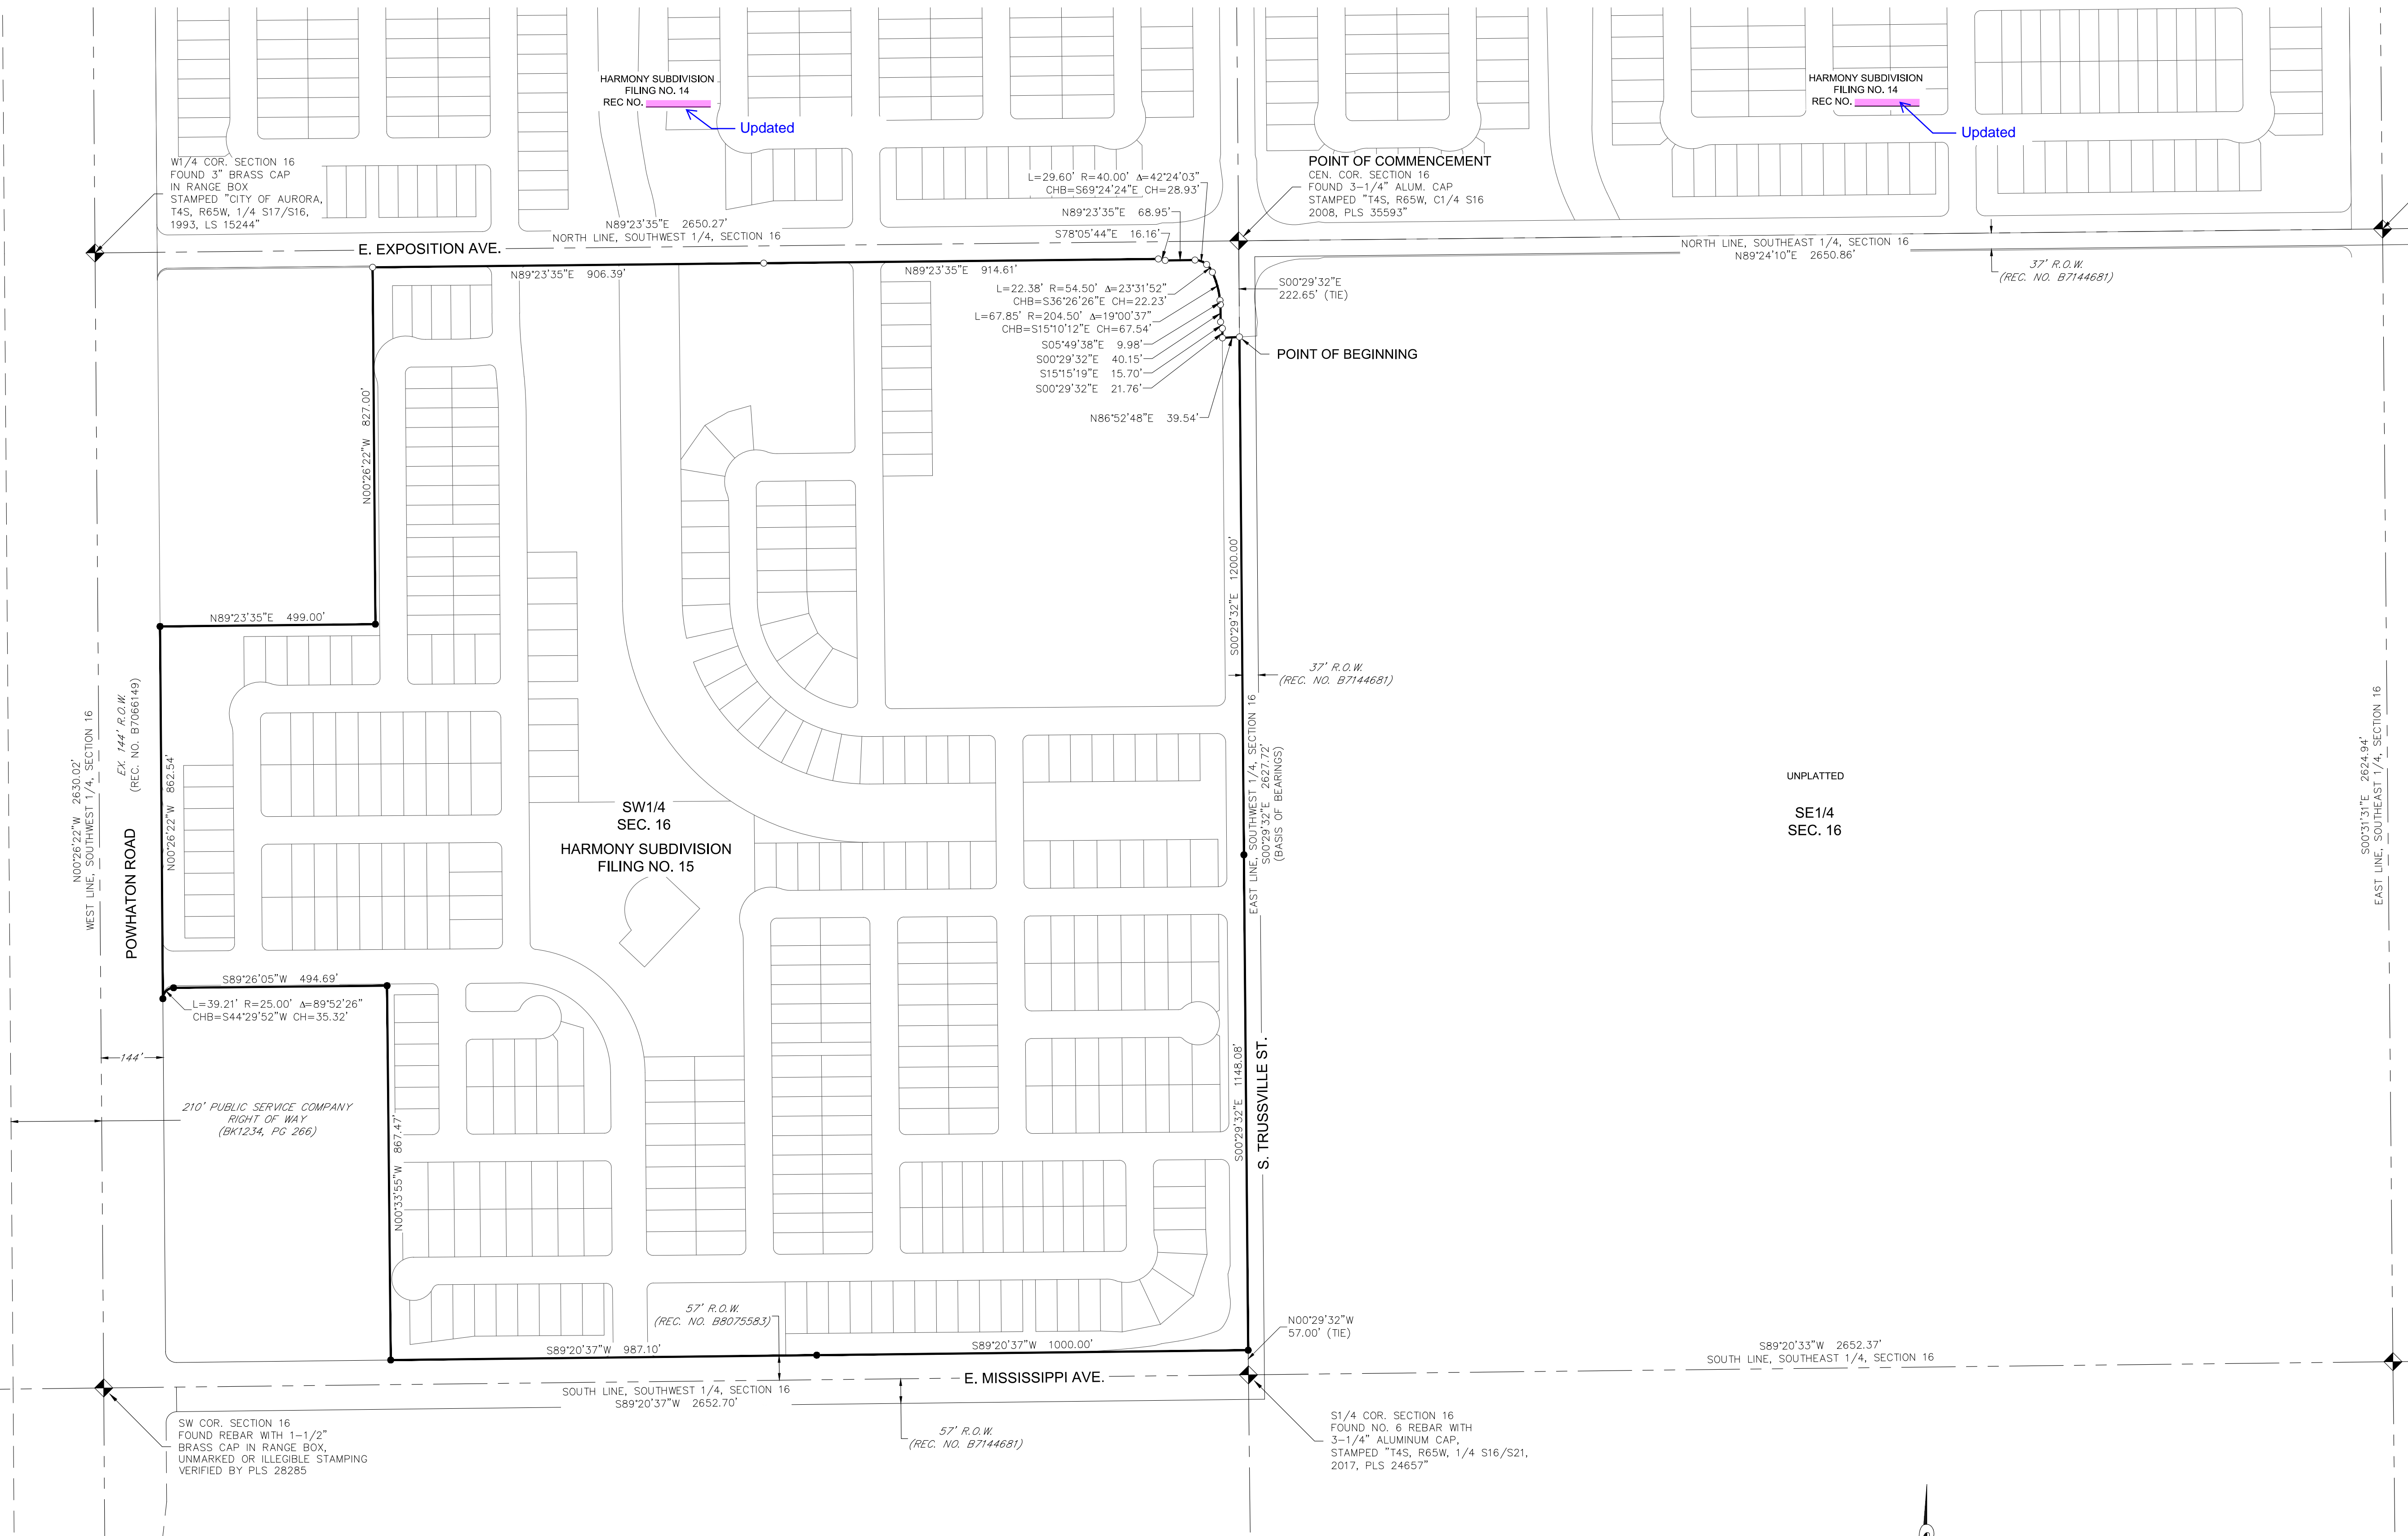 HARMONY SUBDIVISION
FILING NO. 14
REC NO.
Updated
HARMONY SUBDIVISION
FILING NO. 14
REC NO.
Updated
W1/4 COR. SECTION 16
FOUND 3" BRASS CAP
IN RANGE BOX
STAMPED "CITY OF AURORA,
T4S, R65W, 1/4 S17/S16,
1993, LS 15244"
POINT OF COMMENCEMENT
CEN. COR. SECTION 16
FOUND 3-1/4" ALUM. CAP
STAMPED "T4S, R65W, C1/4 S16
2008, PLS 35593"
L=29.60' R=40.00' Δ=42°24'03"
CHB=S69°24'24"E CH=28.93'
N89°23'35"E 68.95'
S78°05'44"E 16.16'
N89°23'35"E 2650.27'
NORTH LINE, SOUTHWEST 1/4, SECTION 16
E. EXPOSITION AVE.
NORTH LINE, SOUTHEAST 1/4, SECTION 16
N89°24'10"E 2650.86'
37' R.O.W.
(REC. NO. B7144681)
N89°23'35"E 906.39'
N89°23'35"E 914.61'
S00°29'32"E
222.65' (TIE)
L=22.38' R=54.50' Δ=23°31'52"
CHB=S36°26'26"E CH=22.23'
L=67.85' R=204.50' Δ=19°00'37"
CHB=S15°10'12"E CH=67.54'
S05°49'38"E 9.98'
S00°29'32"E 40.15'
S15°15'19"E 15.70'
S00°29'32"E 21.76'
N86°52'48"E 39.54'
POINT OF BEGINNING
N00°26'22"W 827.00'
S00°29'32"E 1200.00'
N89°23'35"E 499.00'
37' R.O.W.
(REC. NO. B7144681)
N00°26'22"W 2630.02'
WEST LINE, SOUTHWEST 1/4, SECTION 16
EX. 144' R.O.W.
(REC. NO. B7066149)
POWHATON ROAD
N00°26'22"W 862.54'
SW1/4
SEC. 16
HARMONY SUBDIVISION
FILING NO. 15
EAST LINE, SOUTHWEST 1/4, SECTION 16
S00°29'32"E 2627.72'
(BASIS OF BEARINGS)
UNPLATTED
SE1/4
SEC. 16
S00°31'31"E 2624.94'
EAST LINE, SOUTHEAST 1/4, SECTION 16
S89°26'05"W 494.69'
L=39.21' R=25.00' Δ=89°52'26"
CHB=S44°29'52"W CH=35.32'
144'
210' PUBLIC SERVICE COMPANY
RIGHT OF WAY
(BK1234, PG 266)
N00°33'55"W 867.47'
S00°29'32"E 1148.08'
S. TRUSSVILLE ST.
57' R.O.W.
(REC. NO. B8075583)
S89°20'37"W 987.10'
S89°20'37"W 1000.00'
N00°29'32"W
57.00' (TIE)
S89°20'33"W 2652.37'
SOUTH LINE, SOUTHEAST 1/4, SECTION 16
E. MISSISSIPPI AVE.
SOUTH LINE, SOUTHWEST 1/4, SECTION 16
S89°20'37"W 2652.70'
57' R.O.W.
(REC. NO. B7144681)
SW COR. SECTION 16
FOUND REBAR WITH 1-1/2"
BRASS CAP IN RANGE BOX,
UNMARKED OR ILLEGIBLE STAMPING
VERIFIED BY PLS 28285
S1/4 COR. SECTION 16
FOUND NO. 6 REBAR WITH
3-1/4" ALUMINUM CAP,
STAMPED "T4S, R65W, 1/4 S16/S21,
2017, PLS 24657"